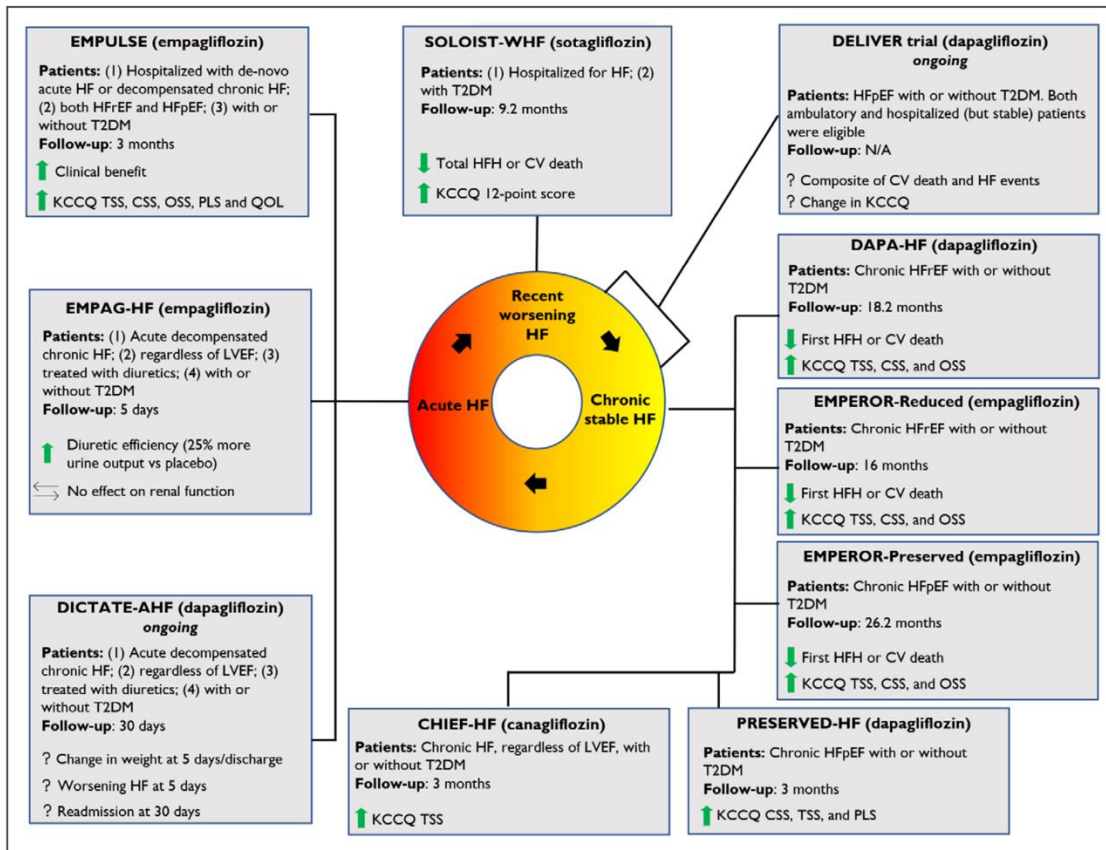 EMPULSE (empagliflozin)
Patients: (1) Hospitalized with de-novo
acute HF or decompensated chronic HF;
(2) both HFrEF and HFpEF; (3) with or
without T2DM
Follow-up: 3 months
Clinical benefit
KCCQ TSS, CSS, OSS, PLS and QOL
SOLOIST-WHF (sotagliflozin)
Patients: (1) Hospitalized for HF; (2)
with T2DM
Follow-up: 9.2 months
Total HFH or CV death
KCCQ 12-point score
DELIVER trial (dapagliflozin)
ongoing
Patients: HFpEF with or without T2DM. Both
ambulatory and hospitalized (but stable) patients
were eligible
Follow-up: N/A
? Composite of CV death and HF events
? Change in KCCQ
EMPAG-HF (empagliflozin)
Patients: (1) Acute decompensated
chronic HF; (2) regardless of LVEF; (3)
treated with diuretics; (4) with or
without T2DM
Follow-up: 5 days
Diuretic efficiency (25% more
urine output vs placebo)
No effect on renal function
Recent
worsening
HF
Acute HF
Chronic
stable HF
DAPA-HF (dapagliflozin)
Patients: Chronic HFrEF with or without
T2DM
Follow-up: 18.2 months
First HFH or CV death
KCCQ TSS, CSS, and OSS
EMPEROR-Reduced (empagliflozin)
Patients: Chronic HFrEF with or without
T2DM
Follow-up: 16 months
First HFH or CV death
KCCQ TSS, CSS, and OSS
EMPEROR-Preserved (empagliflozin)
Patients: Chronic HFpEF with or without
T2DM
Follow-up: 26.2 months
First HFH or CV death
KCCQ TSS, CSS, and OSS
DICTATE-AHF (dapagliflozin)
ongoing
Patients: (1) Acute decompensated
chronic HF; (2) regardless of LVEF; (3)
treated with diuretics; (4) with or
without T2DM
Follow-up: 30 days
? Change in weight at 5 days/discharge
? Worsening HF at 5 days
? Readmission at 30 days
CHIEF-HF (canagliflozin)
Patients: Chronic HF, regardless of LVEF, with
or without T2DM
Follow-up: 3 months
KCCQ TSS
PRESERVED-HF (dapagliflozin)
Patients: Chronic HFpEF with or without
T2DM
Follow-up: 3 months
KCCQ CSS, TSS, and PLS